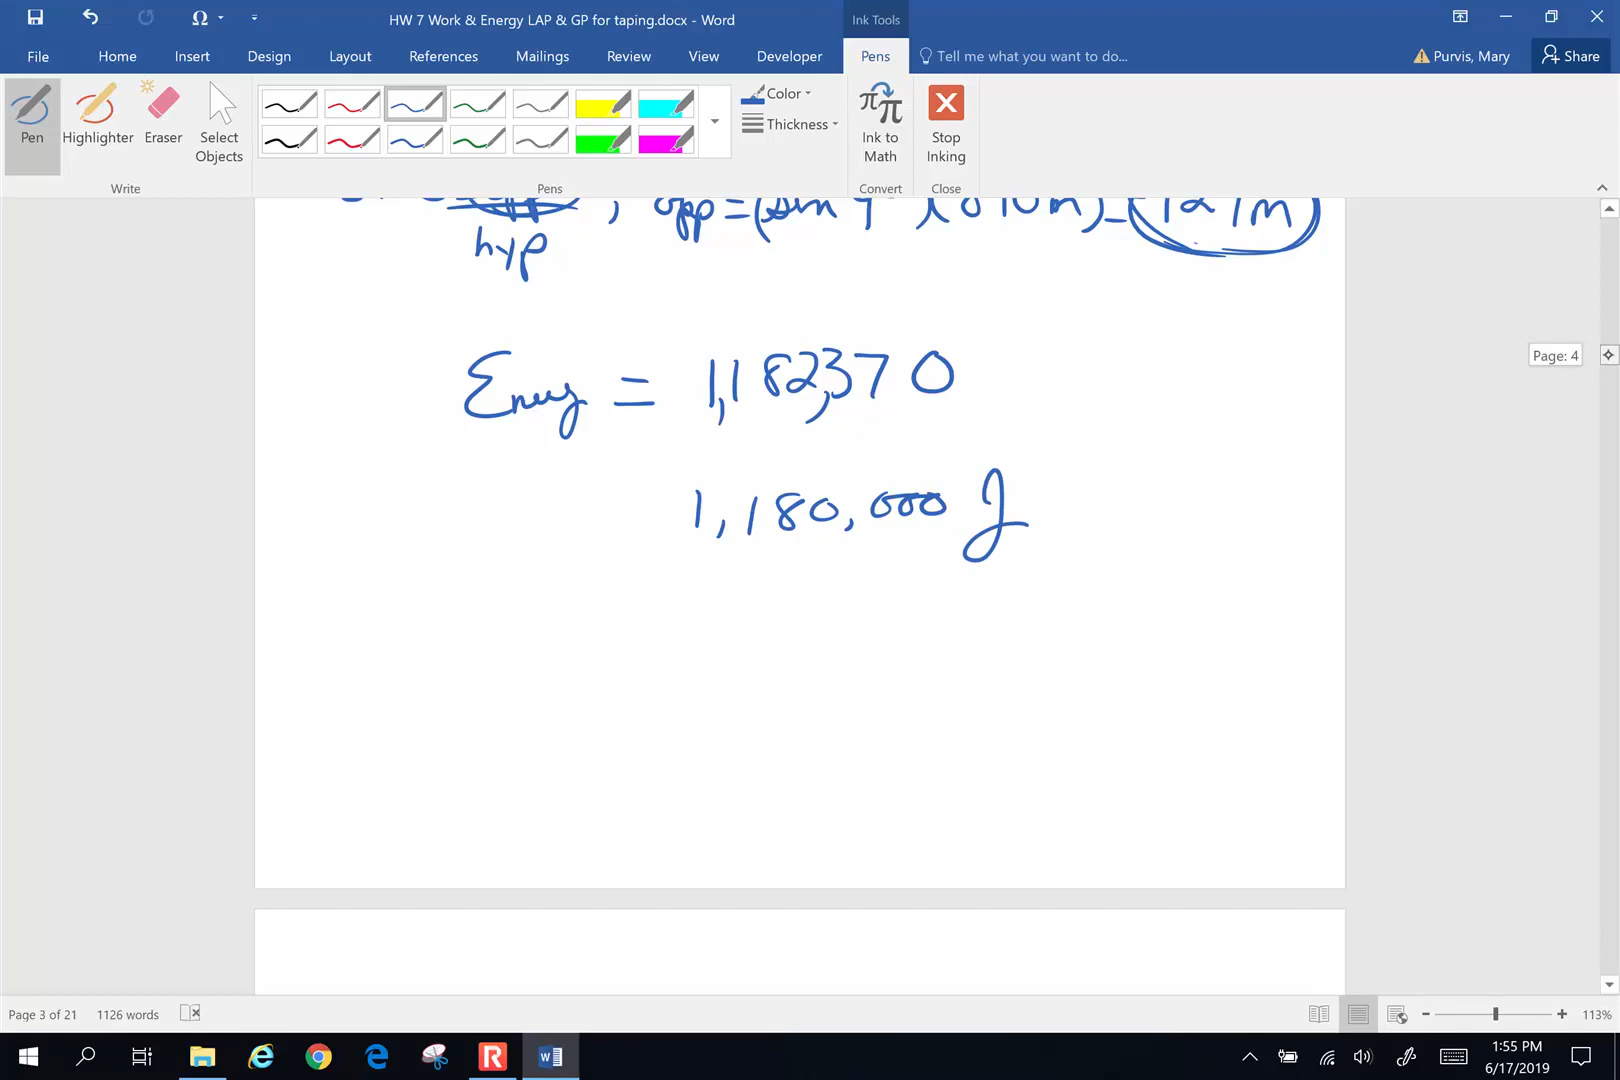 HW 7 Work & Energy LAP & GP for taping.docx - Word
Ink Tools
File Home Insert Design Layout References Mailings Review View Developer Pens Tell me what you want to do... Purvis, Mary Share
Pen Highlighter Eraser Select Objects
Color
Thickness
Ink to Math
Stop Inking
Write Pens Convert Close
opp = (sin
hyp
Energy = 1,182,370
1,180,000 J
Page: 4
Page 3 of 21 1126 words 113%
1:55 PM
6/17/2019